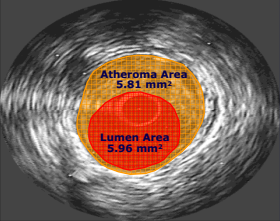 Atheroma Area
5.81 mm²
Lumen Area
5.96 mm²